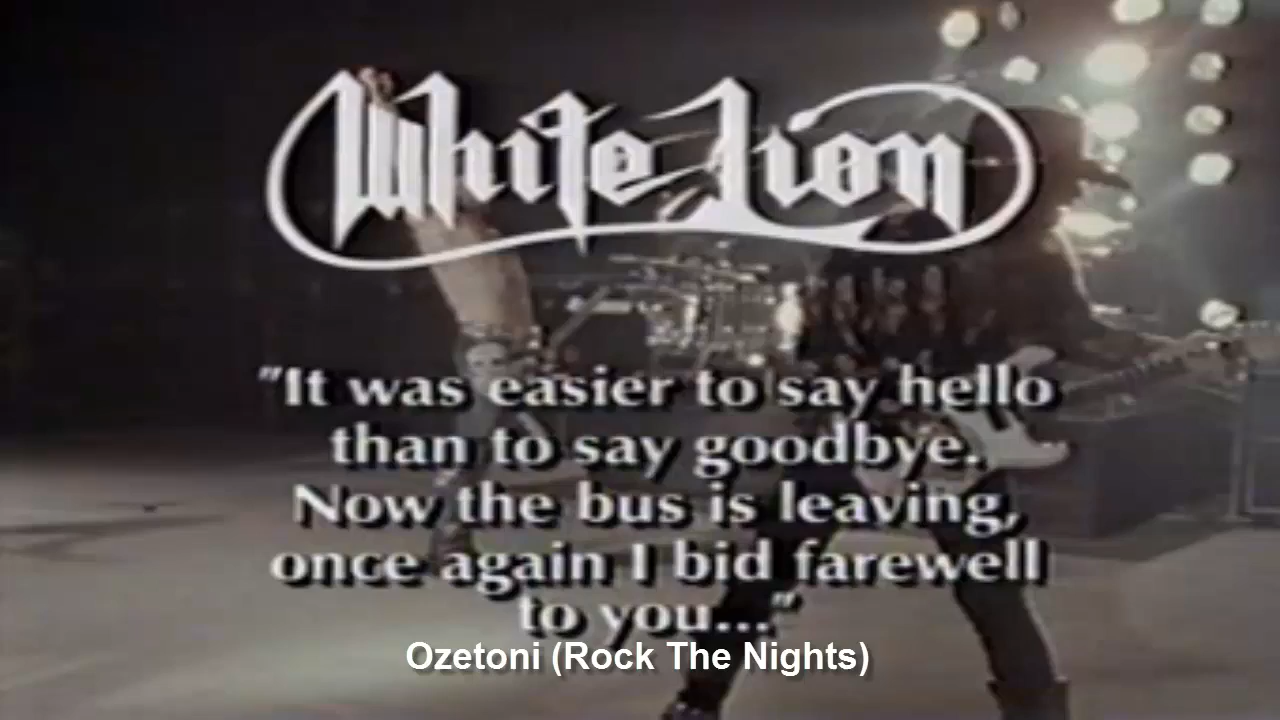 White Lion
"It was easier to say hello
than to say goodbye.
Now the bus is leaving,
once again I bid farewell
to you..."
Ozetoni (Rock The Nights)